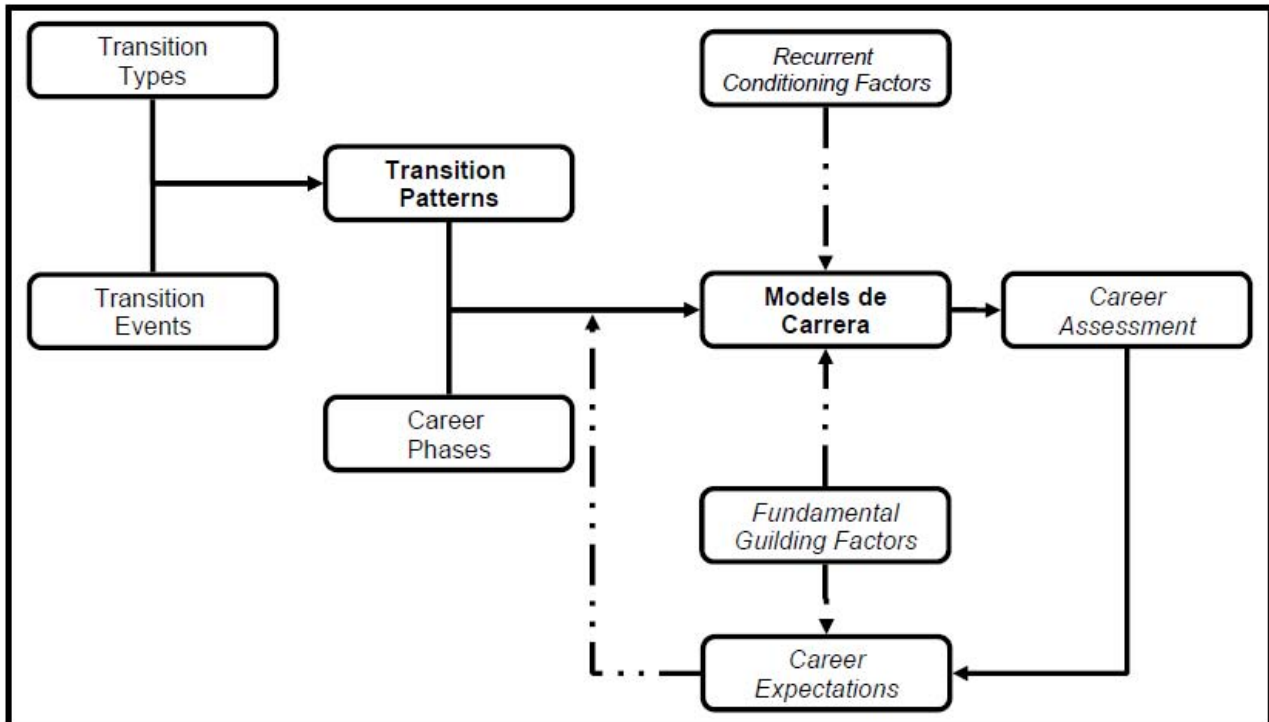 Transition
Types
Recurrent
Conditioning Factors
Transition
Patterns
Transition
Events
Models de
Carrera
Career
Assessment
Career
Phases
Fundamental
Guilding Factors
Career
Expectations